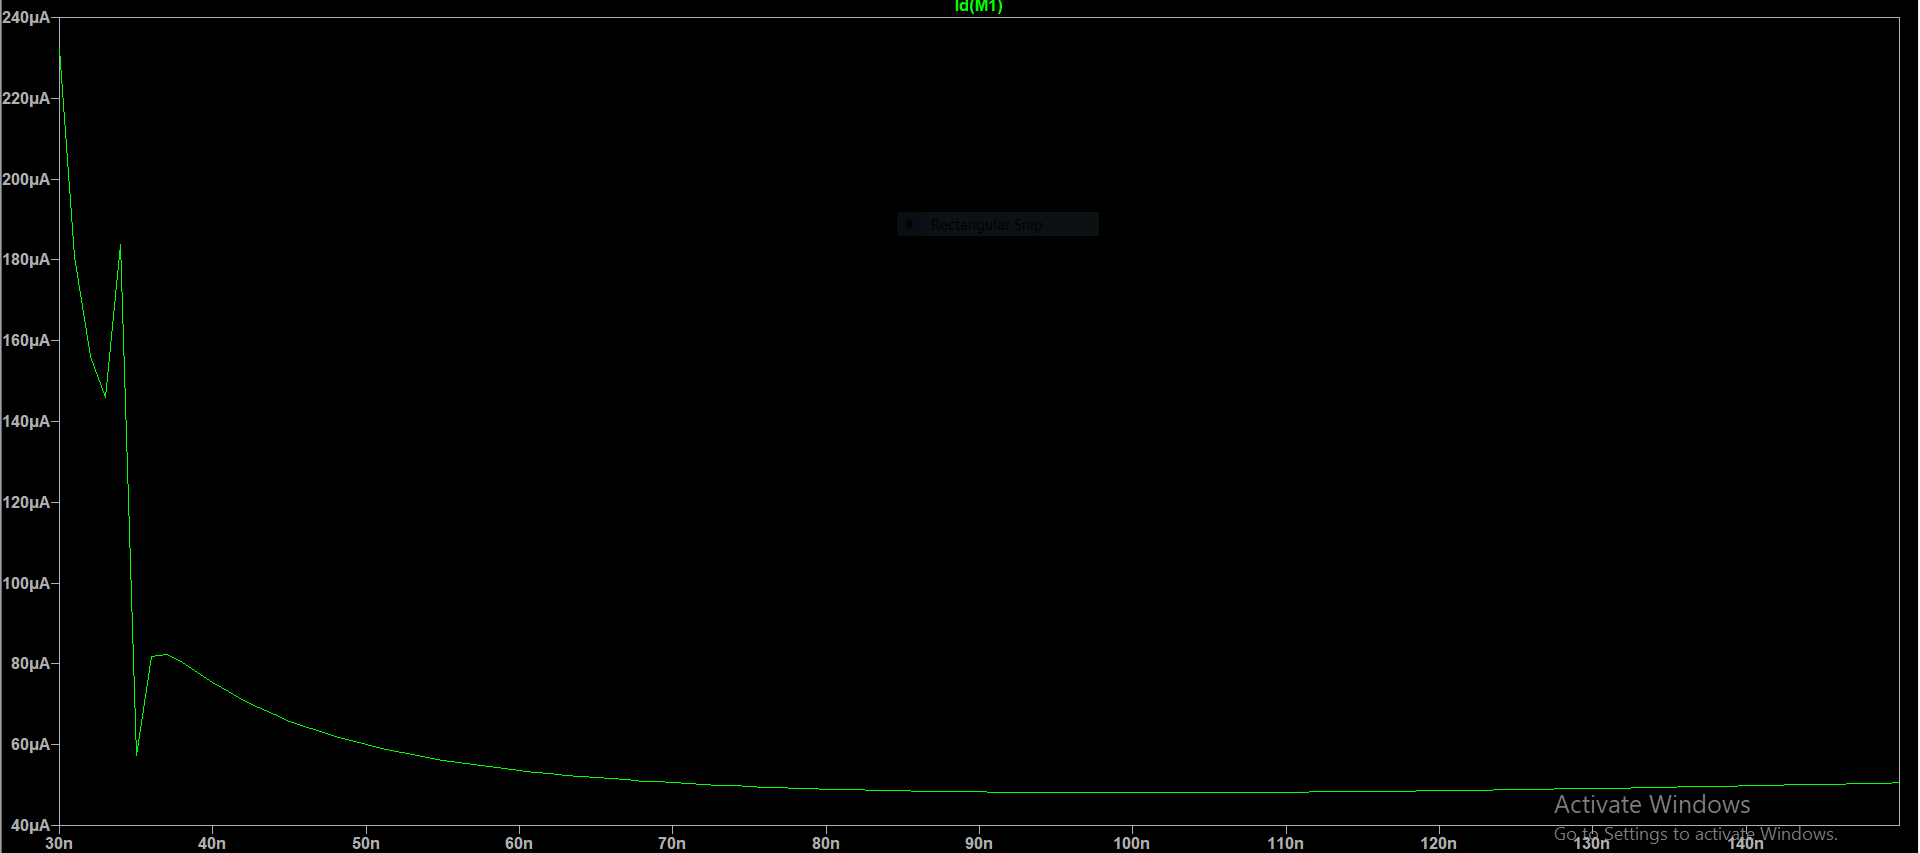 Id(M1)
240µA
220µA
200µA
180µA
160µA
140µA
120µA
100µA
80µA
60µA
40µA
Rectangular Snip
30n 40n 50n 60n 70n 80n 90n 100n 110n 120n 130n 140n
Activate Windows
Go to Settings to activate Windows.